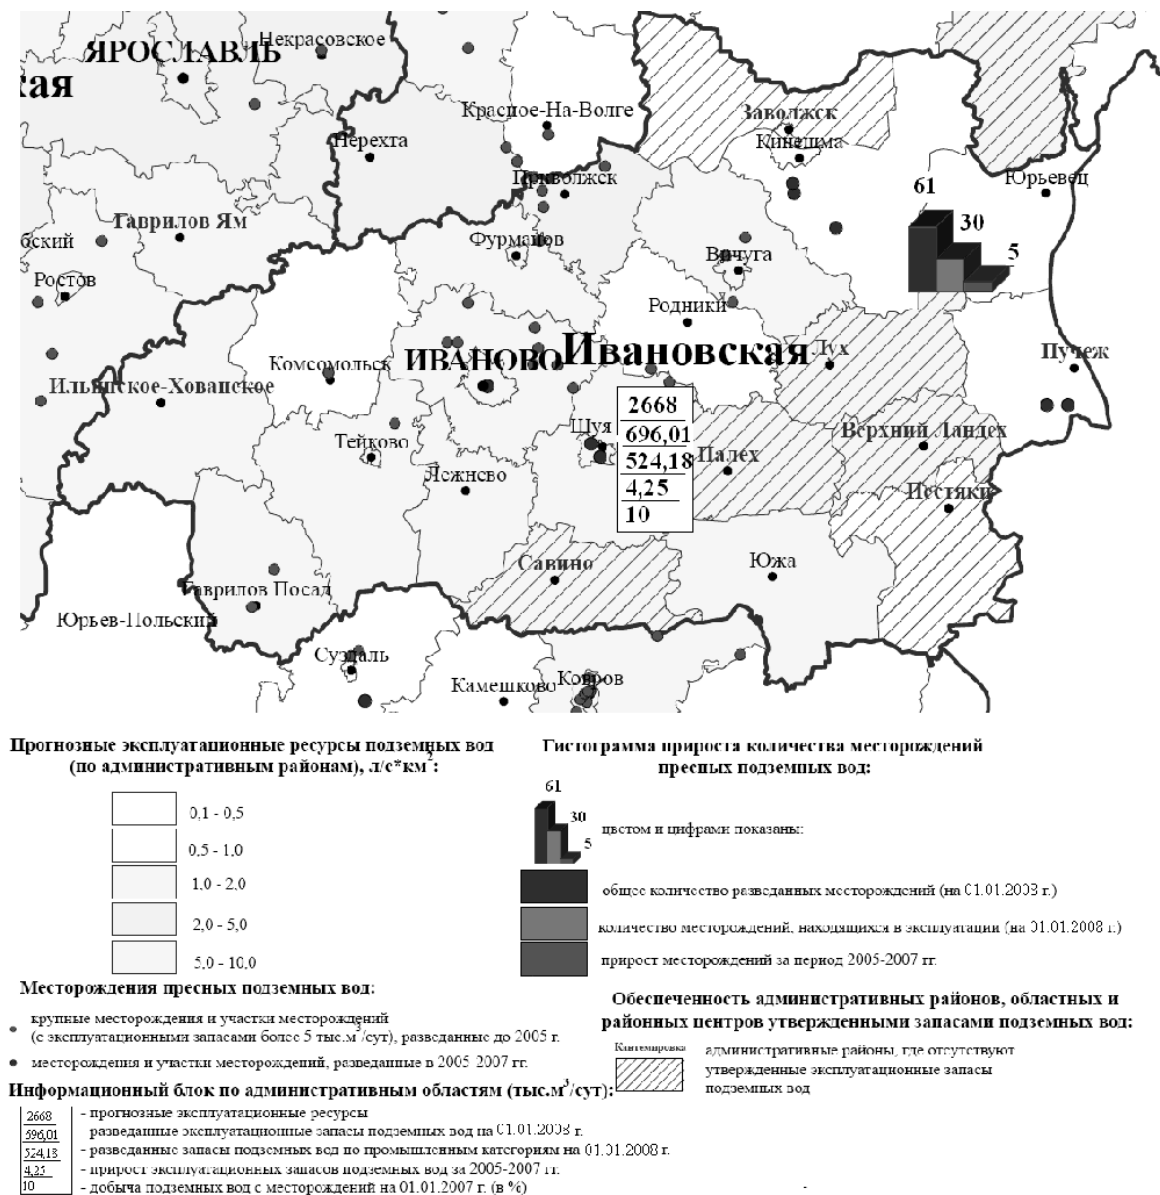 Некрасовское
ЯРОСЛАВЛЬ
кая
Красное-На-Волге
Заволжск
Нерехта
Кинешма
Приволжск
61
Юрьевец
Гаврилов Ям
30
бский
Фурманов
Вичуга
5
Ростов
Родники
Комсомольск
ИВАНОВО
Ивановская
Лух
Пучеж
Ильинское-Хованское
2668
Шуя
696,01
Верхний Ландех
Тейково
524,18
Палех
Лежнево
4,25
Пестяки
10
Савино
Южа
Гаврилов Посад
Юрьев-Польский
Суздаль
Камешково
Ковров
Прогнозные эксплуатационные ресурсы подземных вод
(по административным районам), л/с*км²:
0,1 - 0,5
0,5 - 1,0
1,0 - 2,0
2,0 - 5,0
5,0 - 10,0
Месторождения пресных подземных вод:
крупные месторождения и участки месторождений
(с эксплуатационными запасами более 5 тыс.м³/сут), разведанные до 2005 г.
месторождения и участки месторождений, разведанные в 2005-2007 гг.
Гистограмма прироста количества месторождений
пресных подземных вод:
61
30
5
цветом и цифрами показаны:
общее количество разведанных месторождений (на 01.01.2008 г.)
количество месторождений, находящихся в эксплуатации (на 01.01.2008 г.)
прирост месторождений за период 2005-2007 гг.
Обеспеченность административных районов, областных и
районных центров утвержденными запасами подземных вод:
Кантемировка
административные районы, где отсутствуют
утвержденные эксплуатационные запасы
подземных вод
Информационный блок по административным областям (тыс.м³/сут):
2668 - прогнозные эксплуатационные ресурсы
596,01 разведанные эксплуатационные запасы подземных вод на 01.01.2008 г.
524,18 - разведанные запасы подземных вод по промышленным категориям на 01.01.2008 г.
4,25 - прирост эксплуатационных запасов подземных вод за 2005-2007 гг.
10 - добыча подземных вод с месторождений на 01.01.2007 г. (в %)